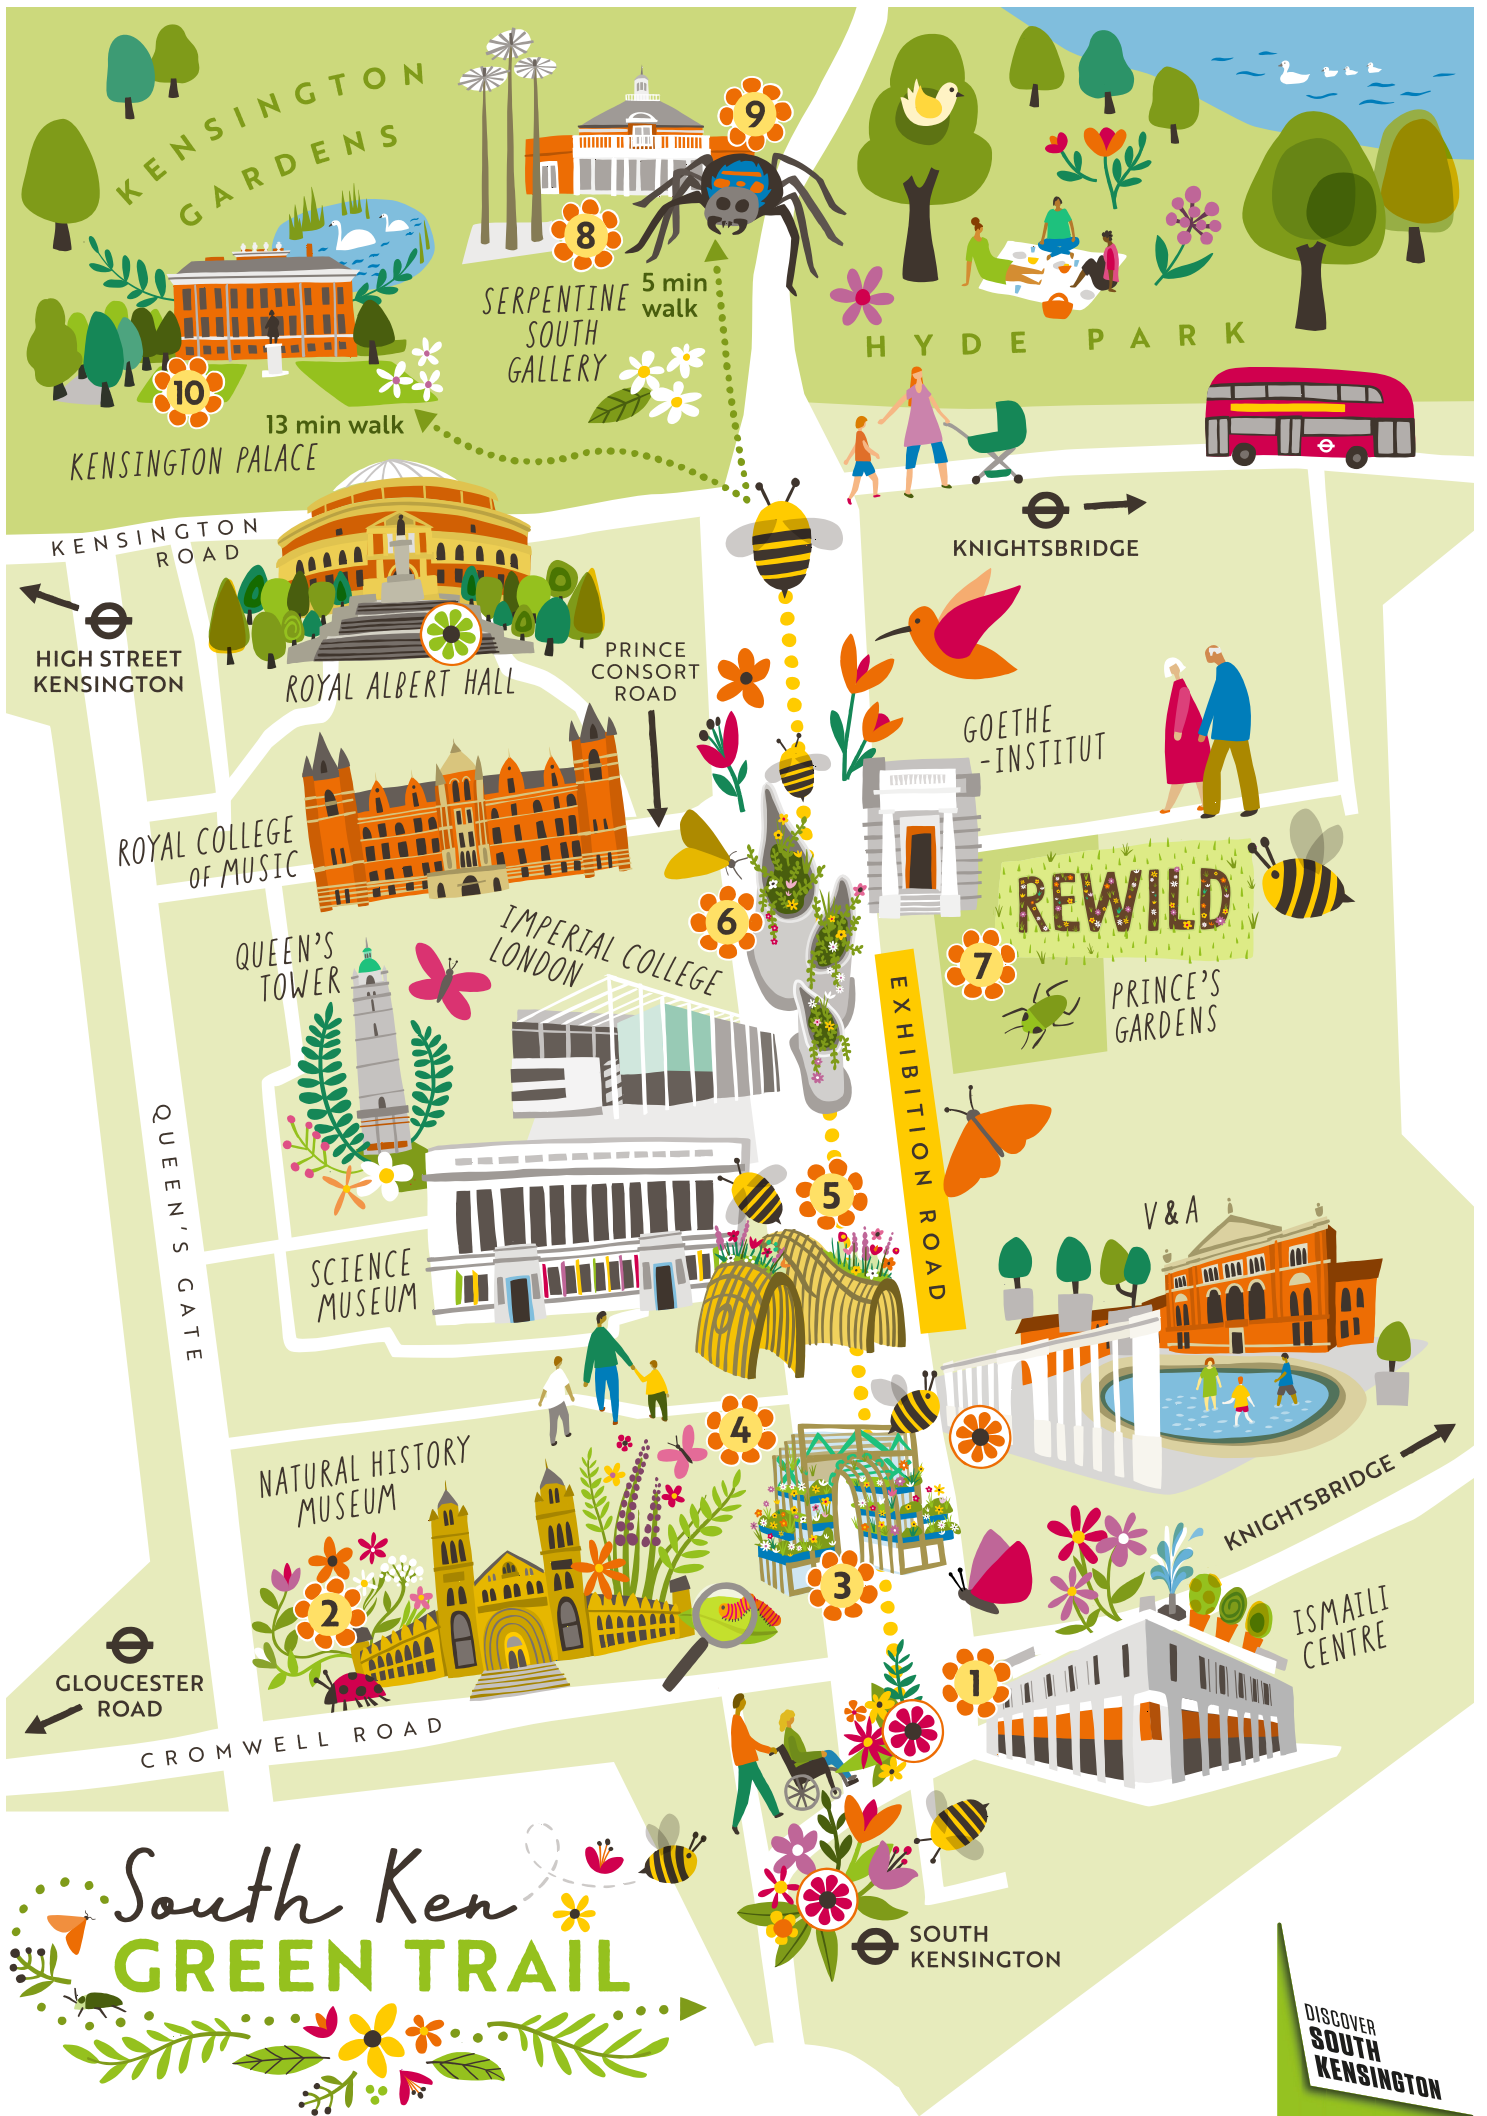 KENSINGTON
GARDENS
9
8
5 min
walk
SERPENTINE
SOUTH
GALLERY
HYDE PARK
10
13 min walk
KENSINGTON PALACE
KENSINGTON
ROAD
KNIGHTSBRIDGE
HIGH STREET
KENSINGTON
ROYAL ALBERT HALL
PRINCE
CONSORT
ROAD
GOETHE
-INSTITUT
ROYAL COLLEGE
OF MUSIC
REWILD
6
7
IMPERIAL COLLEGE
LONDON
QUEEN'S
TOWER
PRINCE'S
GARDENS
EXHIBITION ROAD
QUEEN'S GATE
5
V & A
SCIENCE
MUSEUM
4
NATURAL HISTORY
MUSEUM
KNIGHTSBRIDGE
3
2
ISMAILI
CENTRE
1
GLOUCESTER
ROAD
CROMWELL ROAD
South Ken
GREEN TRAIL
SOUTH
KENSINGTON
DISCOVER
SOUTH
KENSINGTON